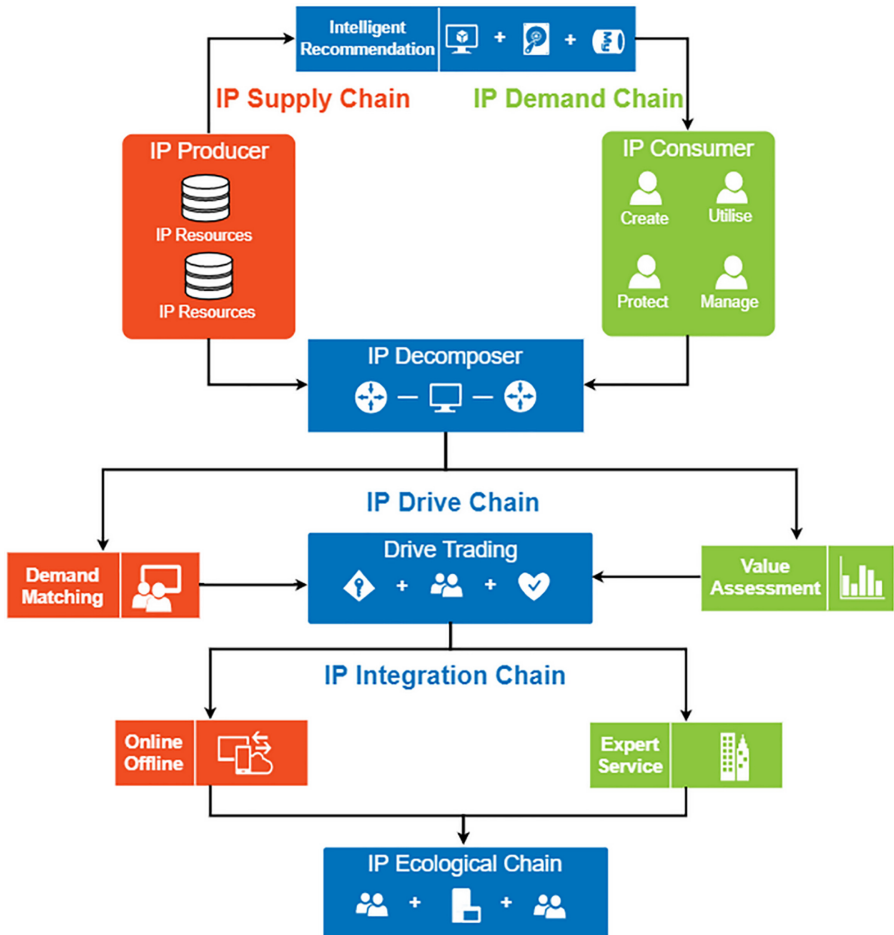 Intelligent
Recommendation
+ +
IP Supply Chain
IP Demand Chain
IP Producer
IP Resources
IP Resources
IP Consumer
Create
Utilise
Protect
Manage
IP Decomposer
IP Drive Chain
Demand
Matching
Drive Trading
+ +
Value
Assessment
IP Integration Chain
Online
Offline
Expert
Service
IP Ecological Chain
+ +